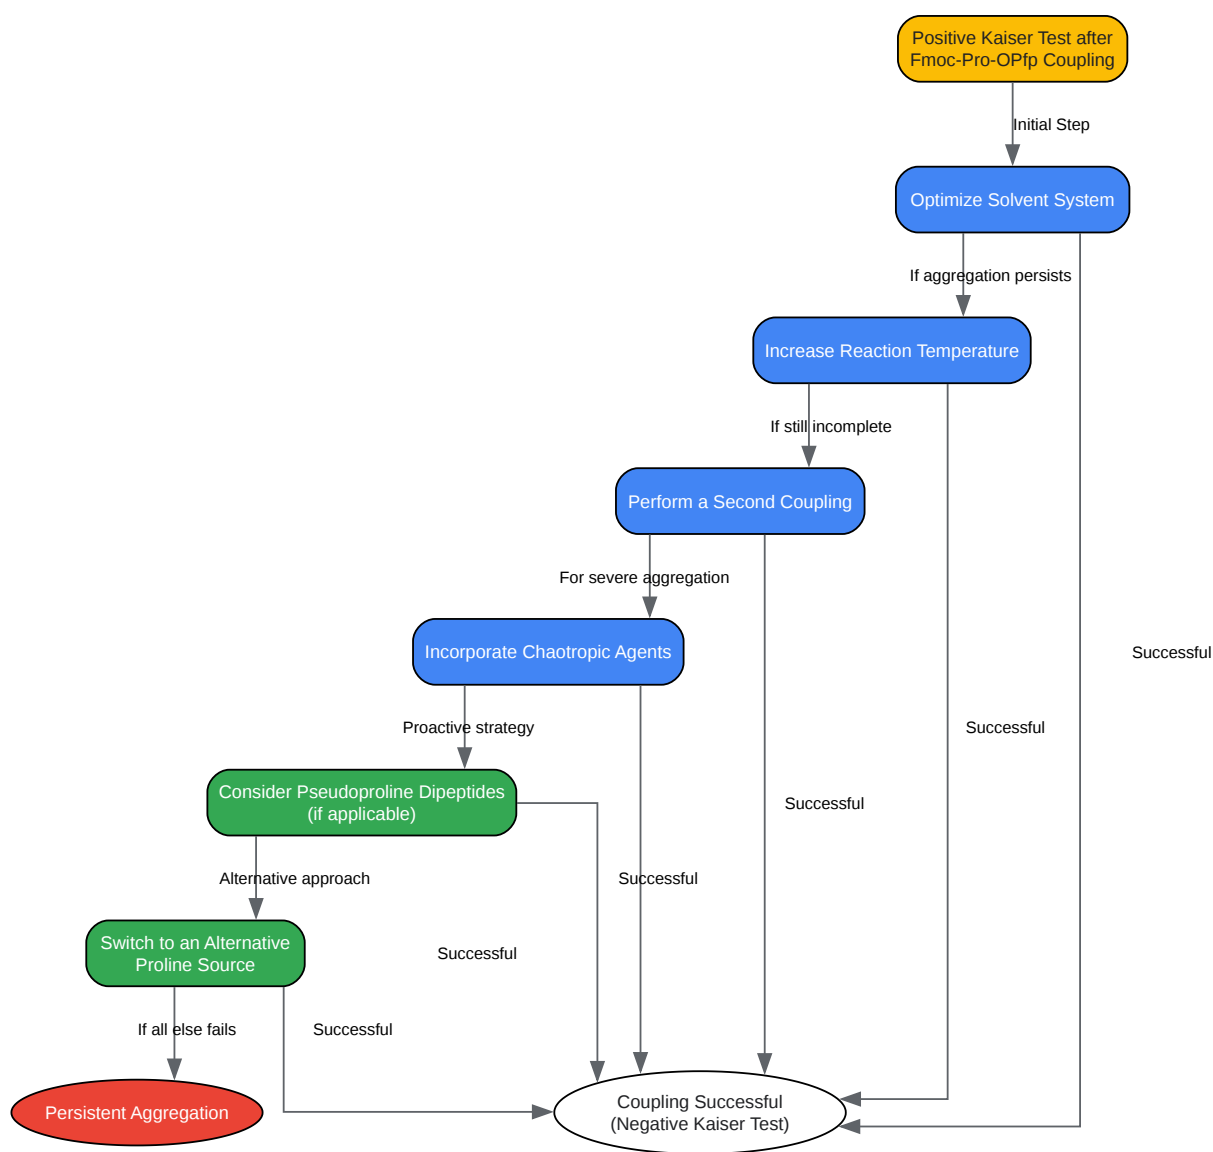 Positive Kaiser Test after
Fmoc-Pro-OPfp Coupling
Initial Step
Optimize Solvent System
If aggregation persists
Increase Reaction Temperature
If still incomplete
Perform a Second Coupling
For severe aggregation
Incorporate Chaotropic Agents
Successful
Proactive strategy
Successful
Consider Pseudoproline Dipeptides
(if applicable)
Successful
Alternative approach
Successful
Switch to an Alternative
Proline Source
Successful
If all else fails
Successful
Persistent Aggregation
Coupling Successful
(Negative Kaiser Test)